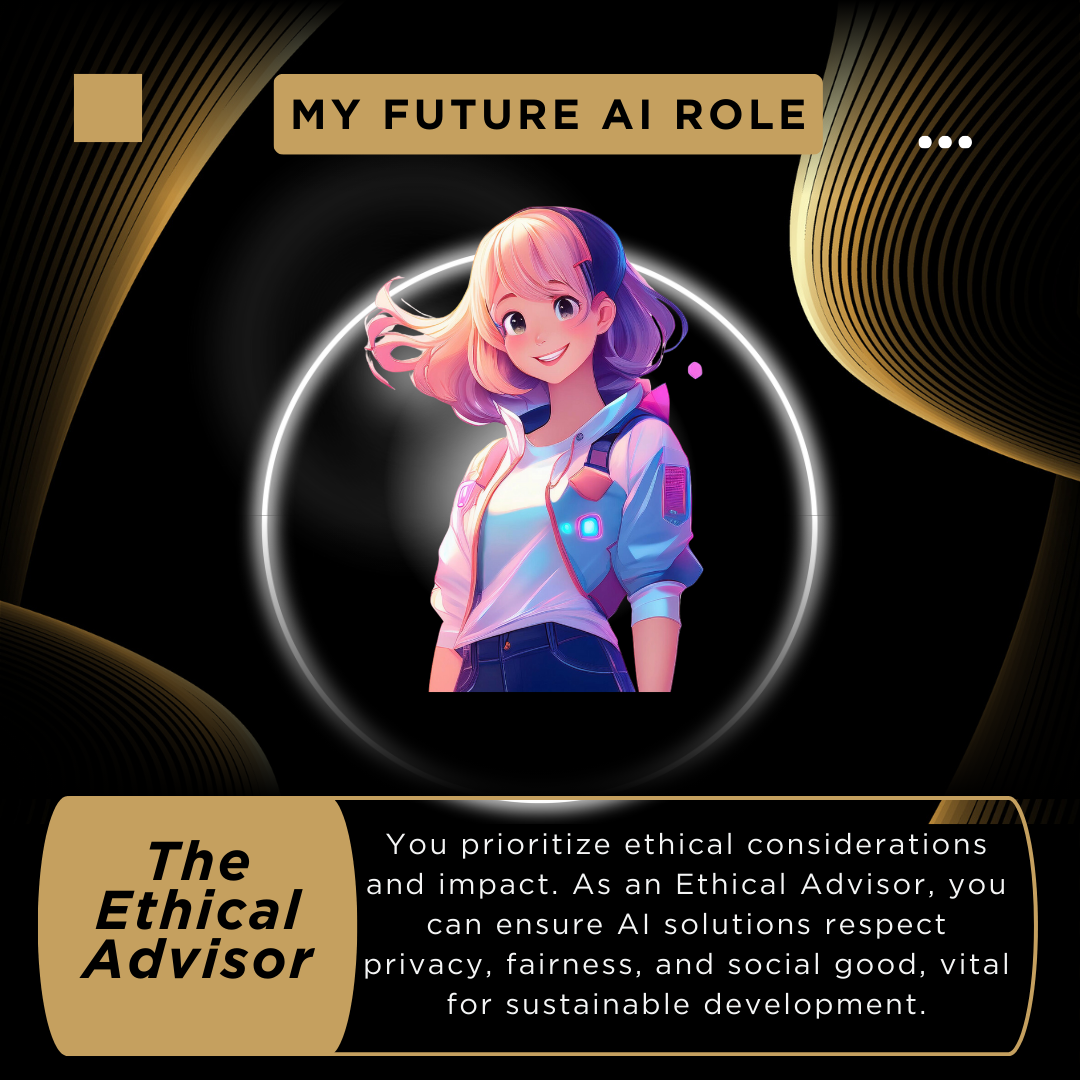 MY FUTURE AI ROLE
The
Ethical
Advisor
You prioritize ethical considerations
and impact. As an Ethical Advisor, you
can ensure AI solutions respect
privacy, fairness, and social good, vital
for sustainable development.